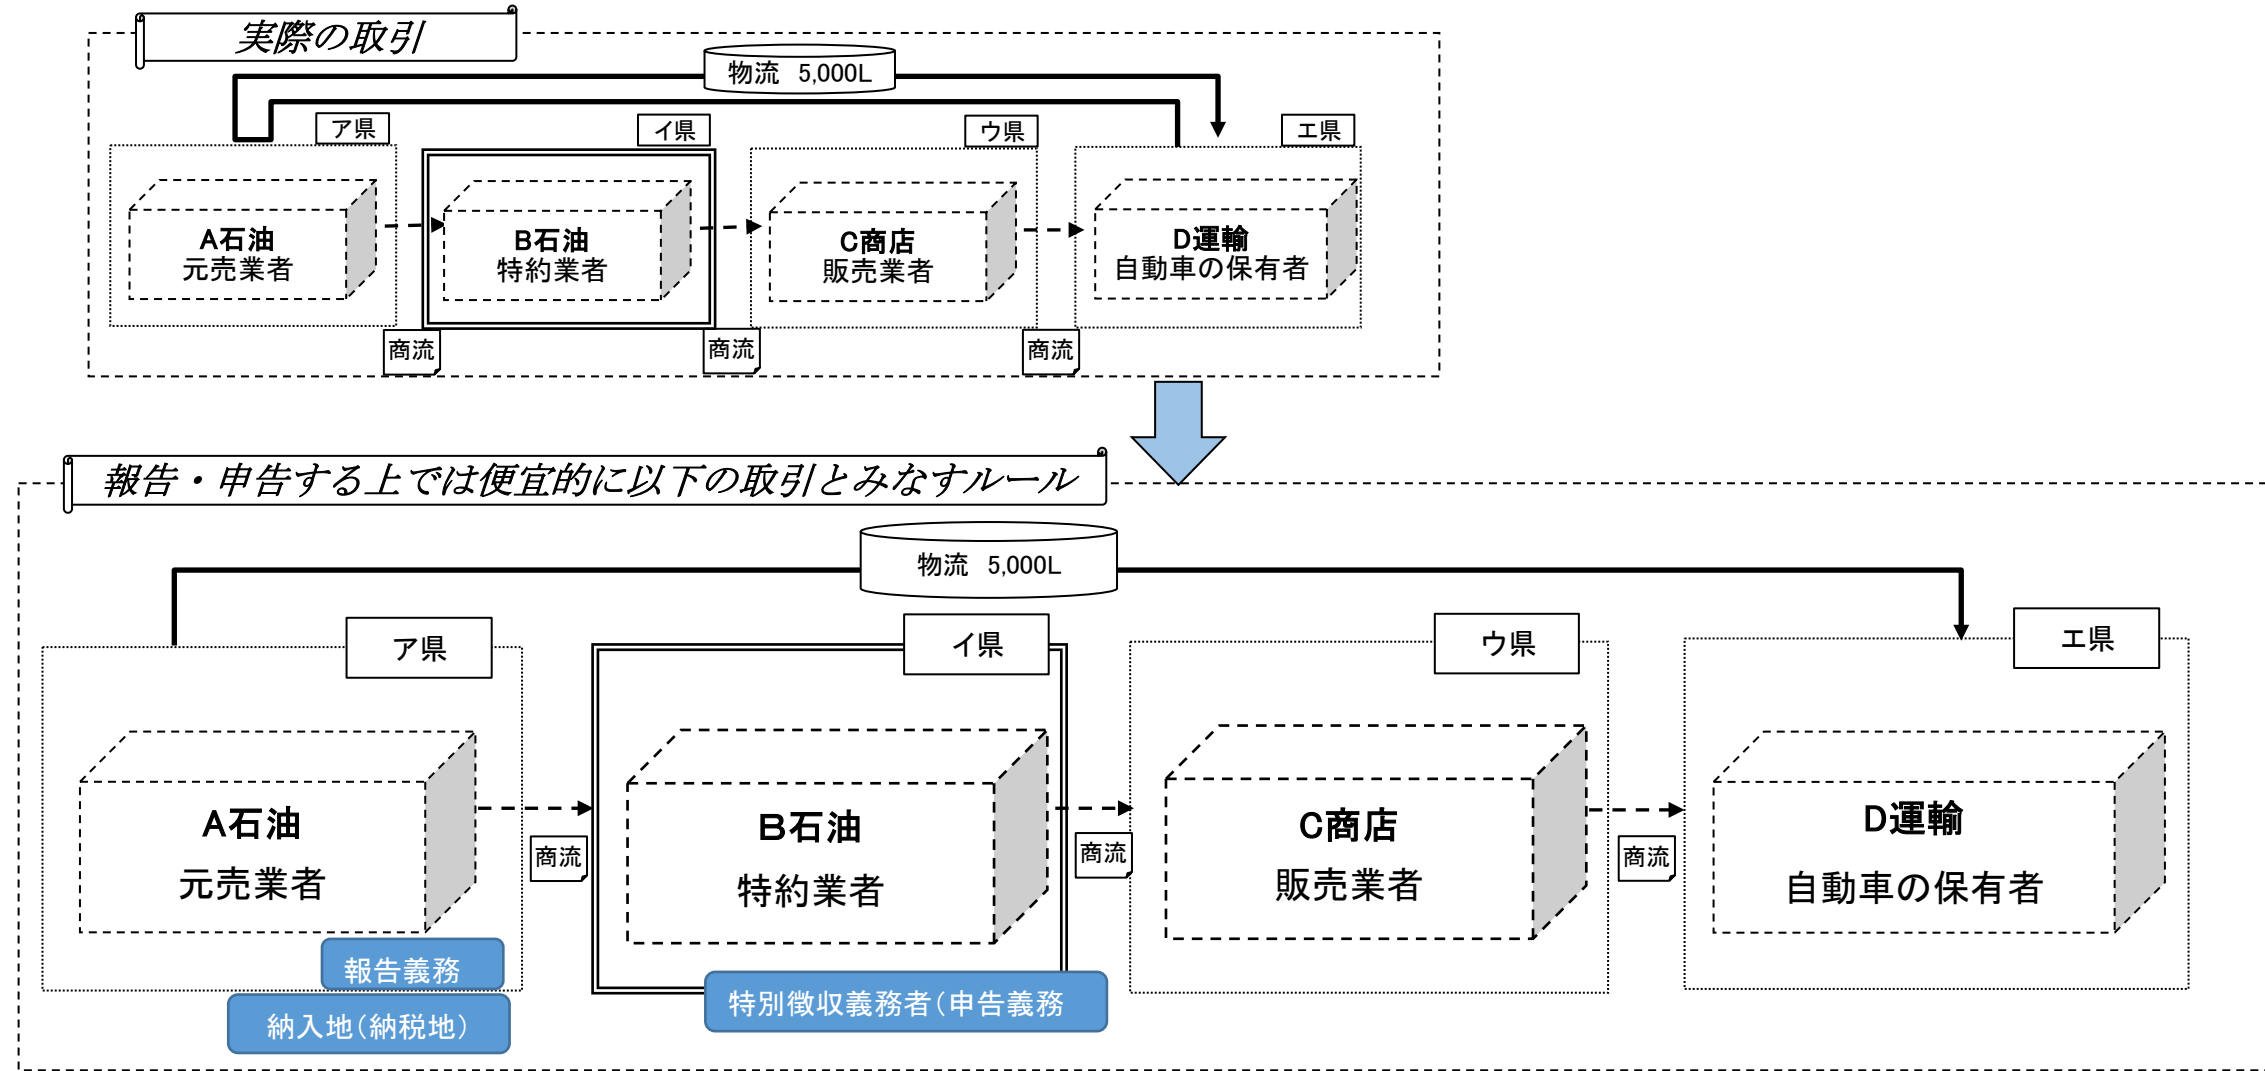 実際の取引
物流 5,000L
ア県
イ県
ウ県
エ県
A石油
元売業者
B石油
特約業者
C商店
販売業者
D運輸
自動車の保有者
商流
商流
商流
報告・申告する上では便宜的に以下の取引とみなすルール
物流 5,000L
ア県
イ県
ウ県
エ県
A石油
元売業者
商流
B石油
特約業者
商流
C商店
販売業者
商流
D運輸
自動車の保有者
報告義務
納入地(納税地)
特別徴収義務者(申告義務